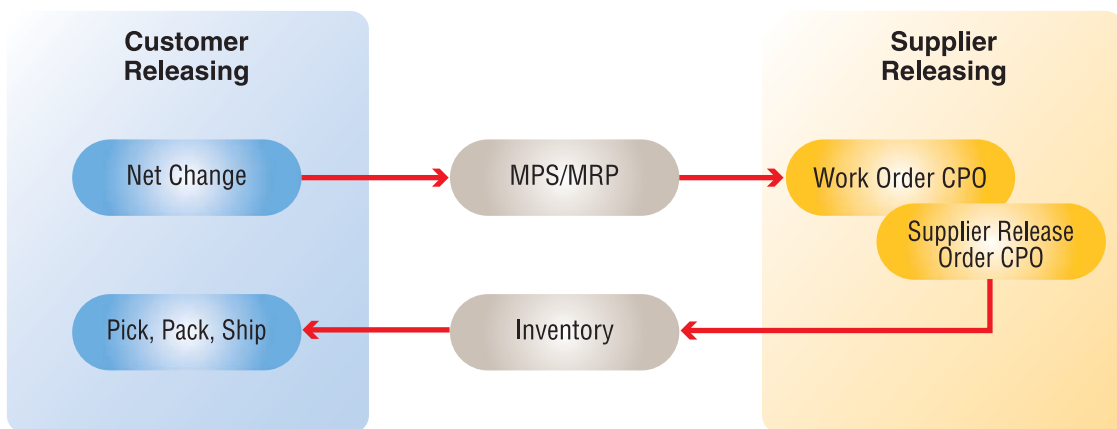 Customer
Releasing
Supplier
Releasing
Net Change
MPS/MRP
Work Order CPO
Supplier Release
Order CPO
Pick, Pack, Ship
Inventory